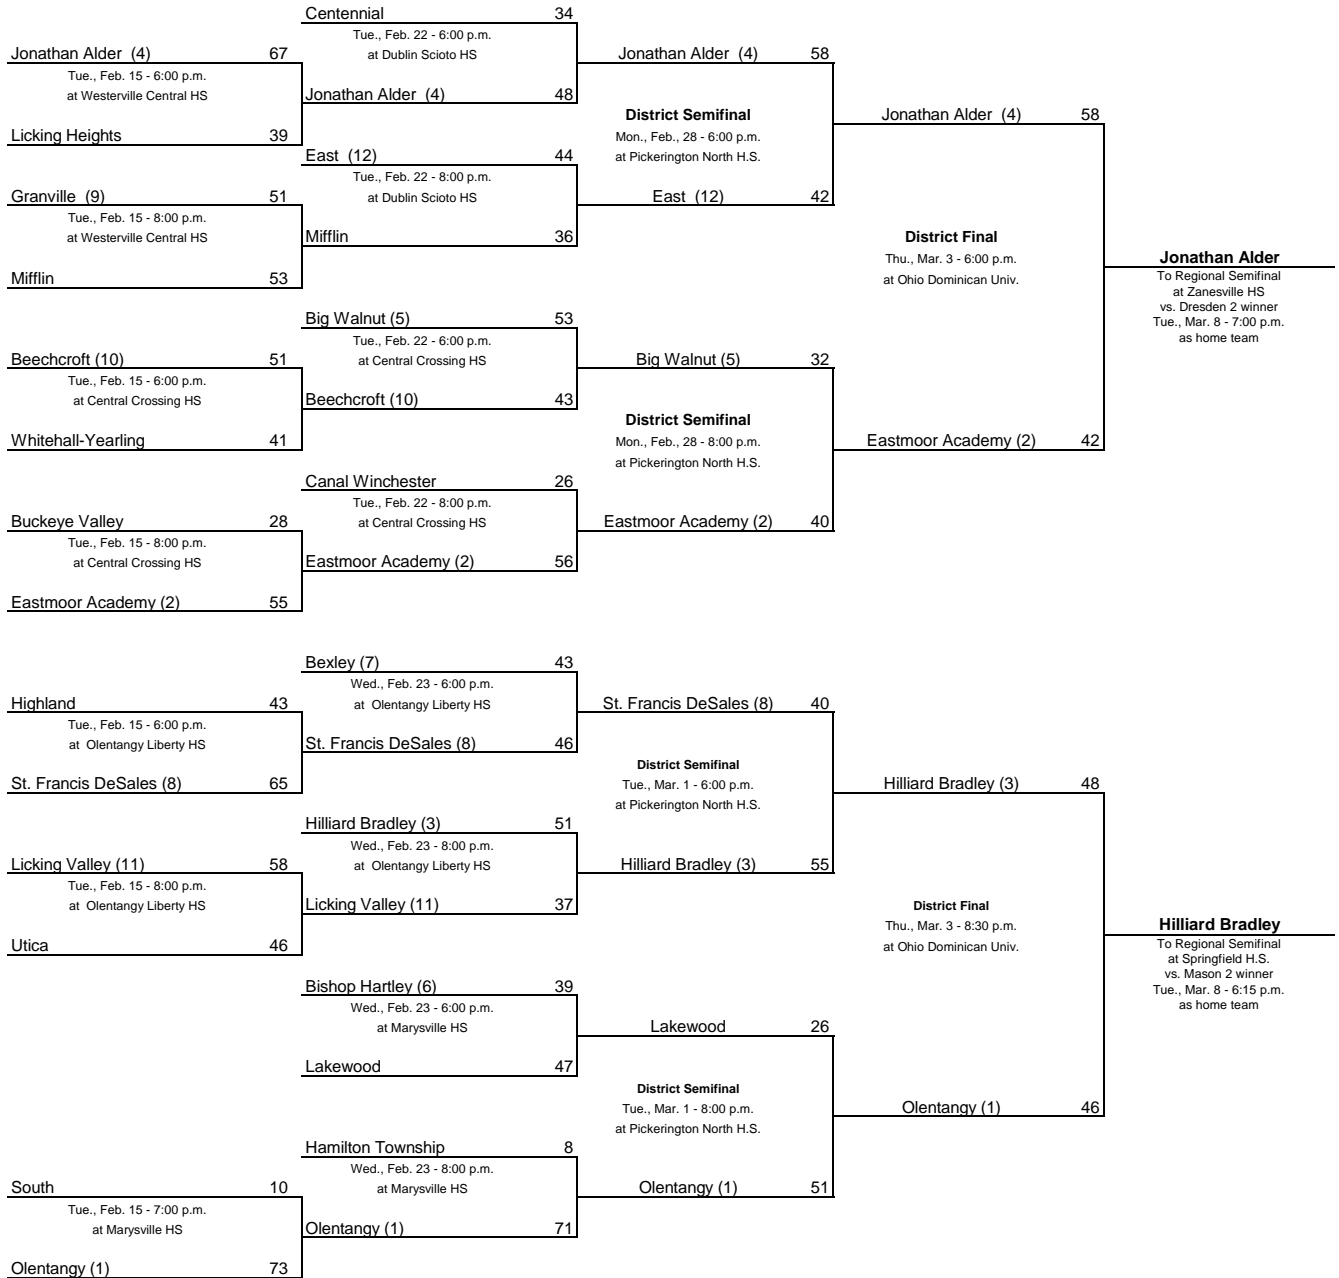 Centennial 34
Tue., Feb. 22 - 6:00 p.m.
at Dublin Scioto HS
Jonathan Alder (4) 67
Jonathan Alder (4) 58
Tue., Feb. 15 - 6:00 p.m.
at Westerville Central HS
Jonathan Alder (4) 48
District Semifinal
Jonathan Alder (4) 58
Licking Heights 39
Mon., Feb., 28 - 6:00 p.m.
at Pickerington North H.S.
East (12) 44
Tue., Feb. 22 - 8:00 p.m.
at Dublin Scioto HS
Granville (9) 51
East (12) 42
Tue., Feb. 15 - 8:00 p.m.
at Westerville Central HS
Mifflin 36
District Final
Thu., Mar. 3 - 6:00 p.m.
at Ohio Dominican Univ.
Jonathan Alder
To Regional Semifinal
at Zanesville HS
vs. Dresden 2 winner
Tue., Mar. 8 - 7:00 p.m.
as home team
Mifflin 53
Big Walnut (5) 53
Tue., Feb. 22 - 6:00 p.m.
at Central Crossing HS
Beechcroft (10) 51
Big Walnut (5) 32
Tue., Feb. 15 - 6:00 p.m.
at Central Crossing HS
Beechcroft (10) 43
District Semifinal
Mon., Feb., 28 - 8:00 p.m.
at Pickerington North H.S.
Whitehall-Yearling 41
Eastmoor Academy (2) 42
Canal Winchester 26
Tue., Feb. 22 - 8:00 p.m.
at Central Crossing HS
Buckeye Valley 28
Eastmoor Academy (2) 40
Tue., Feb. 15 - 8:00 p.m.
at Central Crossing HS
Eastmoor Academy (2) 56
Eastmoor Academy (2) 55
Bexley (7) 43
Wed., Feb. 23 - 6:00 p.m.
at Olentangy Liberty HS
Highland 43
St. Francis DeSales (8) 40
Tue., Feb. 15 - 6:00 p.m.
at Olentangy Liberty HS
St. Francis DeSales (8) 46
District Semifinal
Tue., Mar. 1 - 6:00 p.m.
at Pickerington North H.S.
St. Francis DeSales (8) 65
Hilliard Bradley (3) 48
Hilliard Bradley (3) 51
Wed., Feb. 23 - 8:00 p.m.
at Olentangy Liberty HS
Licking Valley (11) 58
Hilliard Bradley (3) 55
Tue., Feb. 15 - 8:00 p.m.
at Olentangy Liberty HS
Licking Valley (11) 37
District Final
Thu., Mar. 3 - 8:30 p.m.
at Ohio Dominican Univ.
Hilliard Bradley
To Regional Semifinal
at Springfield H.S.
vs. Mason 2 winner
Tue., Mar. 8 - 6:15 p.m.
as home team
Utica 46
Bishop Hartley (6) 39
Wed., Feb. 23 - 6:00 p.m.
at Marysville HS
Lakewood 26
Lakewood 47
District Semifinal
Tue., Mar. 1 - 8:00 p.m.
at Pickerington North H.S.
Olentangy (1) 46
Hamilton Township 8
Wed., Feb. 23 - 8:00 p.m.
at Marysville HS
South 10
Olentangy (1) 51
Tue., Feb. 15 - 7:00 p.m.
at Marysville HS
Olentangy (1) 71
Olentangy (1) 73